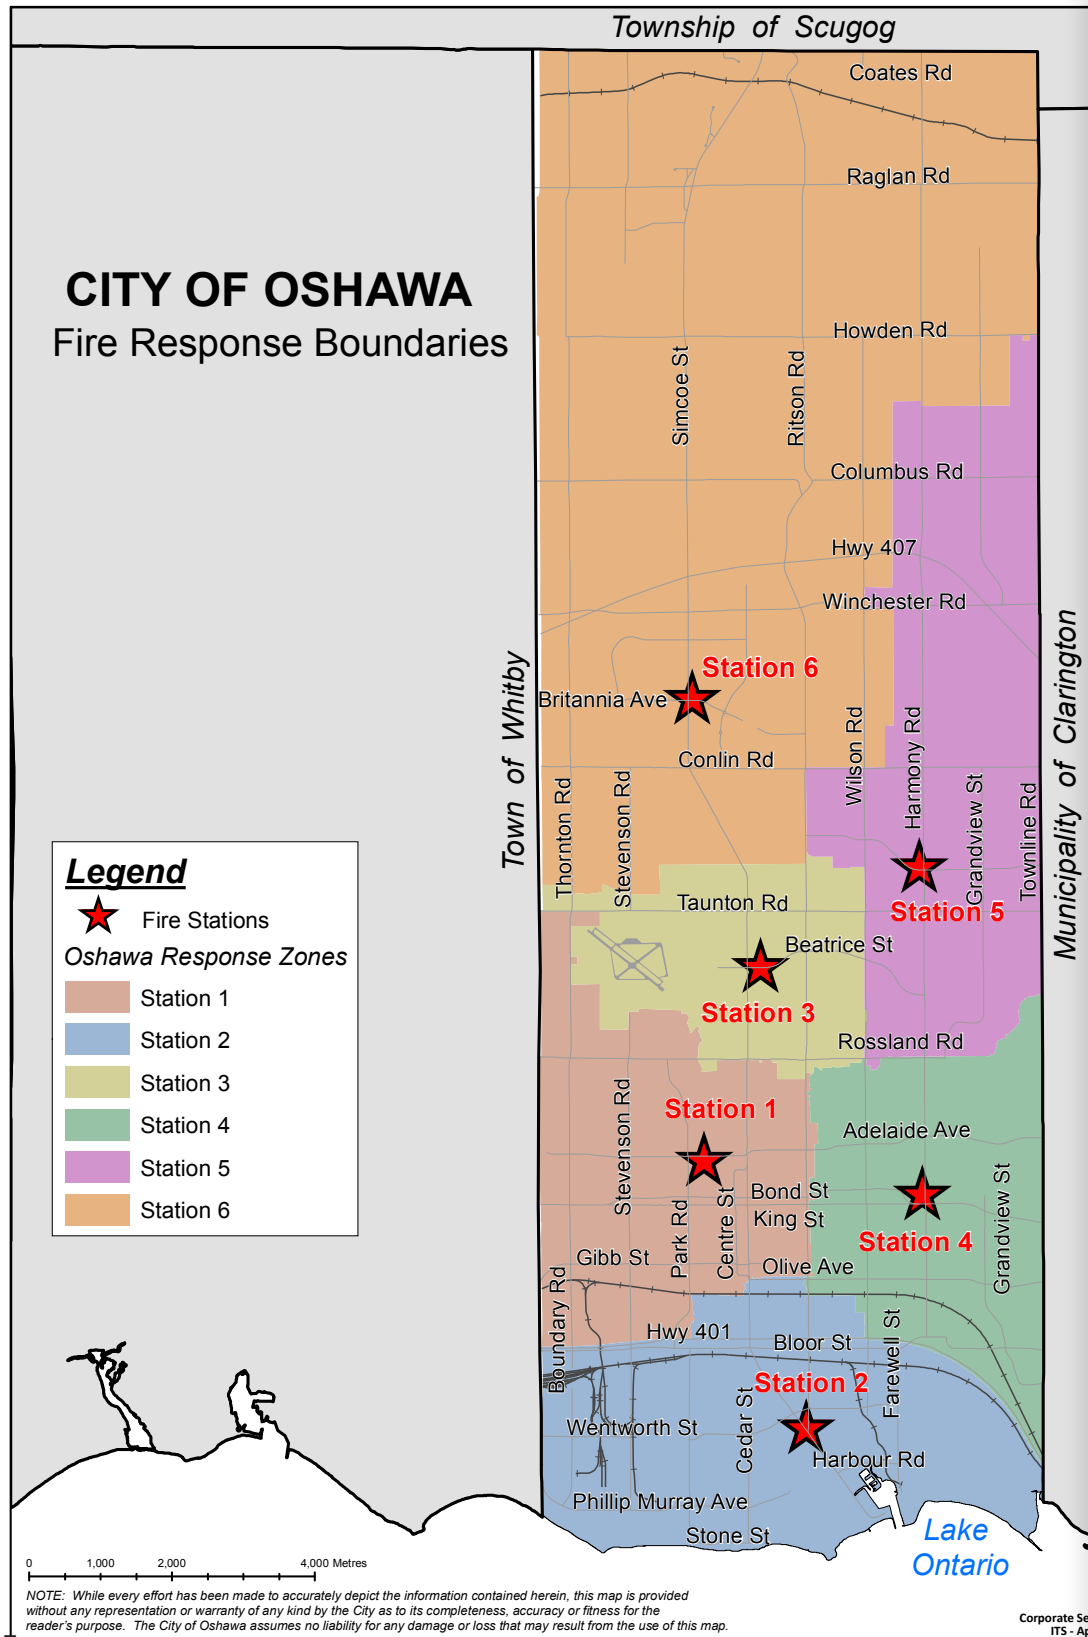 Township of Scugog
Coates Rd
Raglan Rd
CITY OF OSHAWA
Fire Response Boundaries
Howden Rd
Simcoe St
Ritson Rd
Columbus Rd
Hwy 407
Winchester Rd
Town of Whitby
Municipality of Clarington
Station 6
Britannia Ave
Conlin Rd
Wilson Rd
Harmony Rd
Thornton Rd
Stevenson Rd
Grandview St
Townline Rd
Taunton Rd
Station 5
Beatrice St
Station 3
Rossland Rd
Legend
Fire Stations
Oshawa Response Zones
Station 1
Station 2
Station 3
Station 4
Station 5
Station 6
Station 1
Stevenson Rd
Adelaide Ave
Park Rd
Centre St
Bond St
King St
Station 4
Grandview St
Gibb St
Olive Ave
Boundary Rd
Hwy 401
Bloor St
Farewell St
Station 2
Cedar St
Wentworth St
Harbour Rd
Phillip Murray Ave
Stone St
Lake
Ontario
0 1,000 2,000 4,000 Metres
NOTE: While every effort has been made to accurately depict the information contained herein, this map is provided
without any representation or warranty of any kind by the City as to its completeness, accuracy or fitness for the
reader's purpose. The City of Oshawa assumes no liability for any damage or loss that may result from the use of this map.
Corporate Se
ITS - Ap